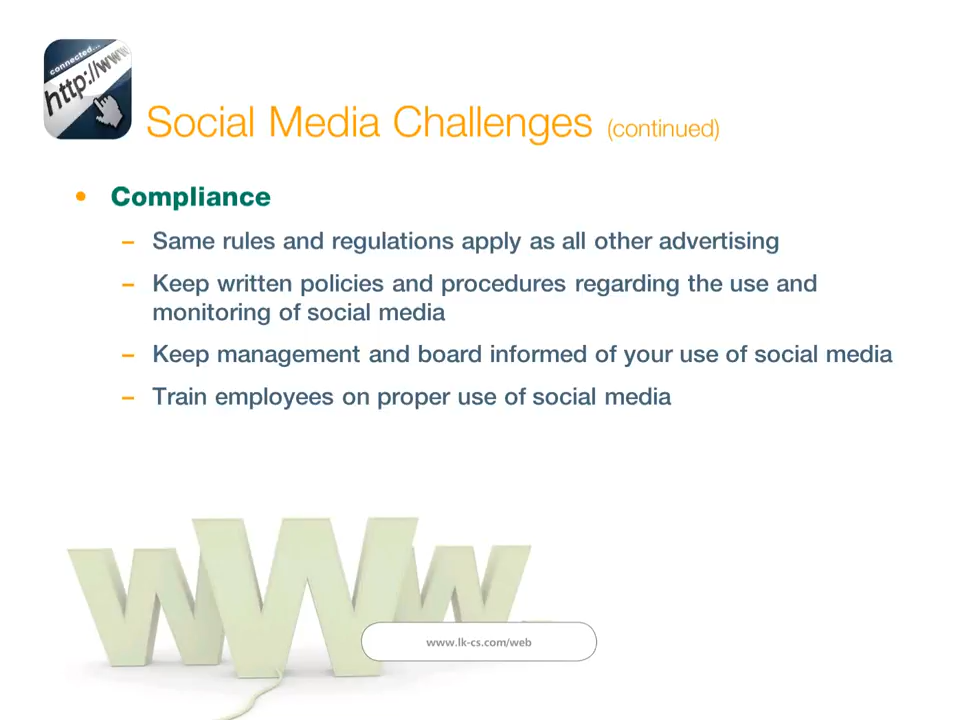 connected...
http://www
Social Media Challenges (continued)
• Compliance
– Same rules and regulations apply as all other advertising
– Keep written policies and procedures regarding the use and
monitoring of social media
– Keep management and board informed of your use of social media
– Train employees on proper use of social media
WWW
www.lk-cs.com/web